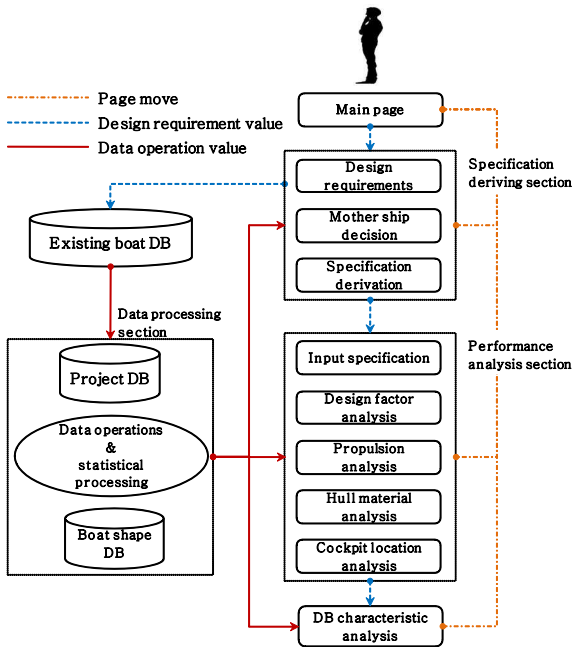 Page move
Design requirement value
Data operation value
Main page
Design
requirements
Mother ship
decision
Specification
derivation
Specification
deriving section
Existing boat DB
Data processing
section
Project DB
Data operations
&
statistical
processing
Boat shape
DB
Input specification
Design factor
analysis
Propulsion
analysis
Hull material
analysis
Cockpit location
analysis
Performance
analysis section
DB characteristic
analysis